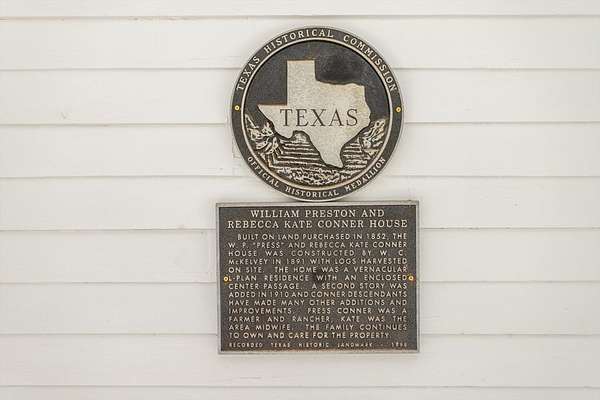 TEXAS HISTORICAL COMMISSION
TEXAS
OFFICIAL HISTORICAL MEDALLION
WILLIAM PRESTON AND
REBECCA KATE CONNER HOUSE
BUILT ON LAND PURCHASED IN 1852, THE
W. P. "PRESS" AND REBECCA KATE CONNER
HOUSE WAS CONSTRUCTED BY W. C.
McKELVEY IN 1891 WITH LOGS HARVESTED
ON SITE. THE HOME WAS A VERNACULAR
L-PLAN RESIDENCE WITH AN ENCLOSED
CENTER PASSAGE. A SECOND STORY WAS
ADDED IN 1910 AND CONNER DESCENDANTS
HAVE MADE MANY OTHER ADDITIONS AND
IMPROVEMENTS. PRESS CONNER WAS A
FARMER AND RANCHER; KATE WAS THE
AREA MIDWIFE. THE FAMILY CONTINUES
TO OWN AND CARE FOR THE PROPERTY.
RECORDED TEXAS HISTORIC LANDMARK - 1996